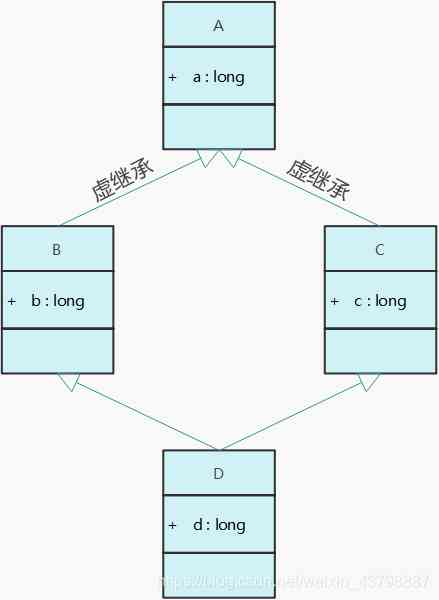 A
+ a : long
虚继承 虚继承
B C
+ b : long + c : long
D
+ d : long
https://blog.csdn.net/weixin_43798887